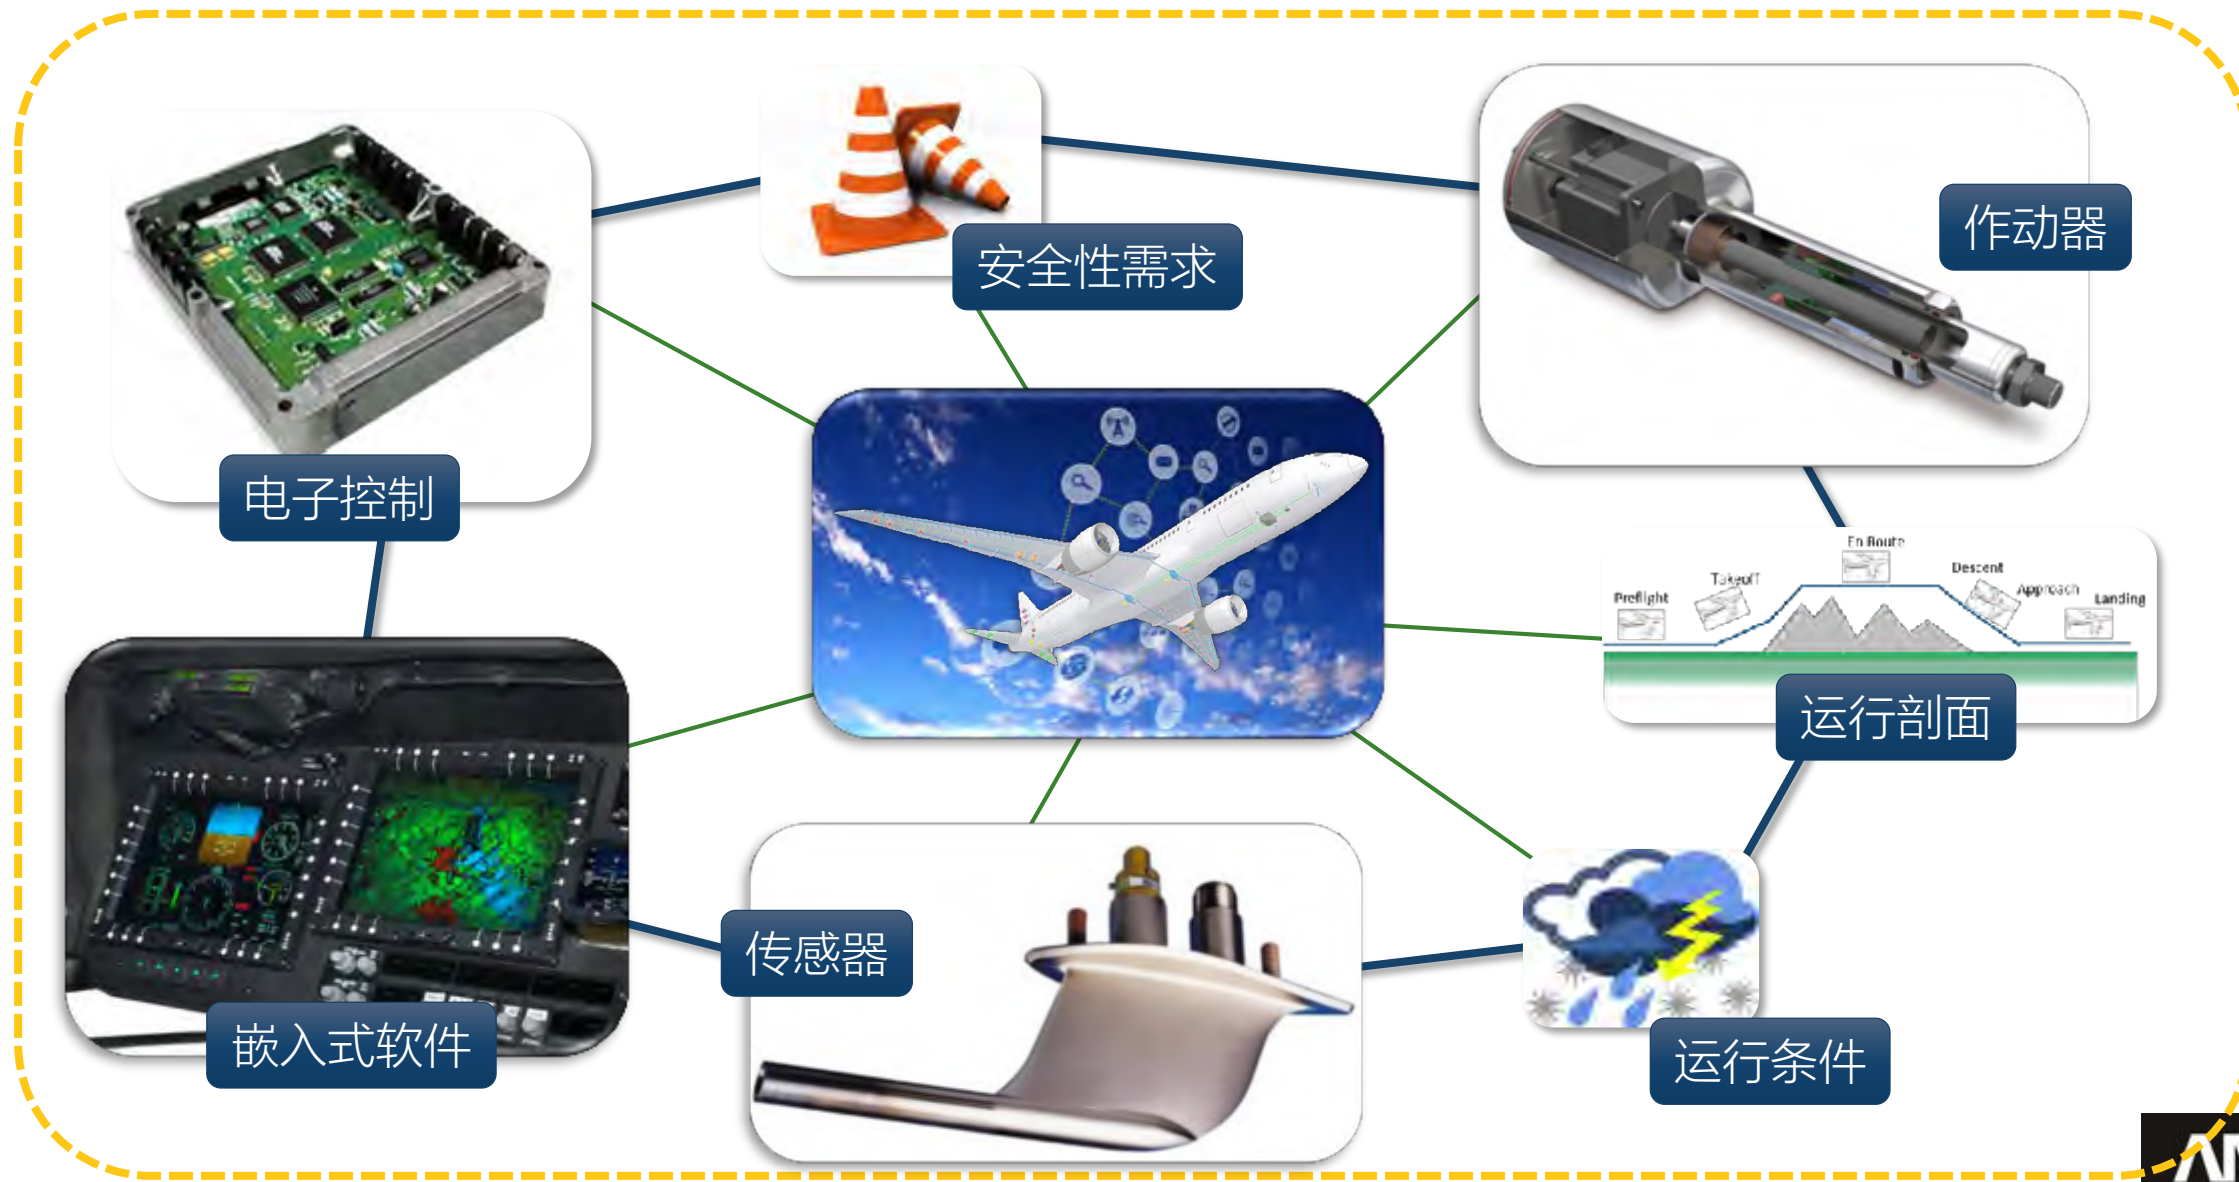 安全性需求
作动器
电子控制
En Route
Takeoff
Descent
Preflight
Approach
Landing
运行剖面
传感器
嵌入式软件
运行条件